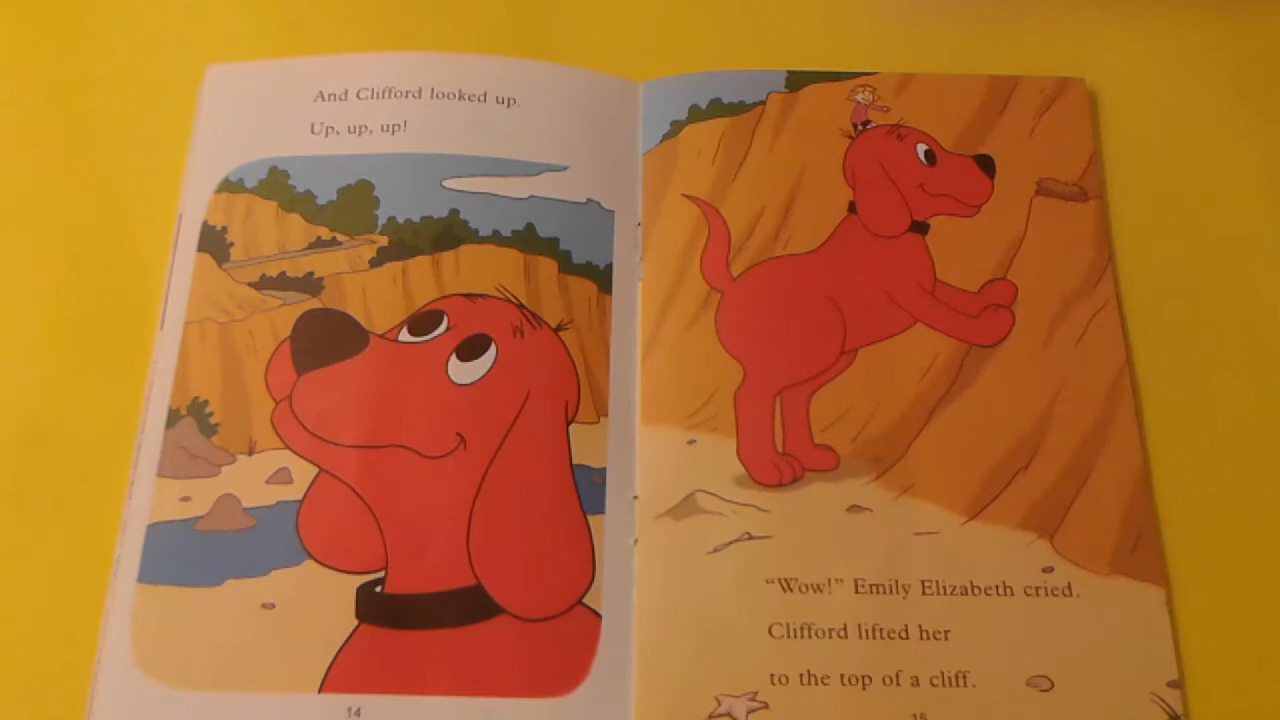 And Clifford looked up.
Up, up, up!
14
"Wow!" Emily Elizabeth cried.
Clifford lifted her
to the top of a cliff.
15